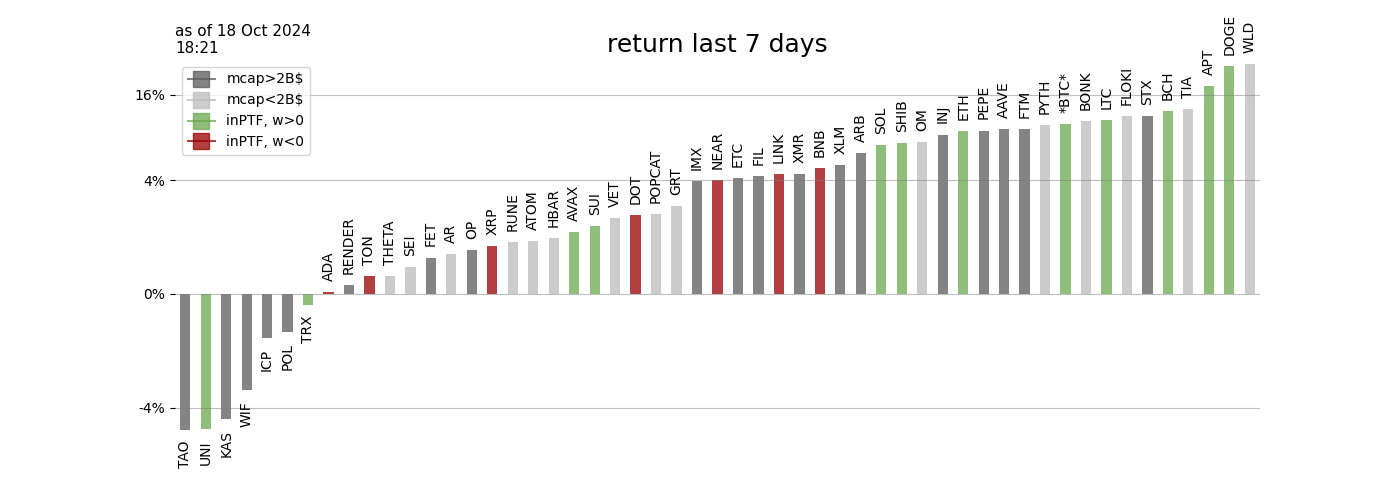 as of 18 Oct 2024
18:21
return last 7 days
mcap>2B$
mcap<2B$
inPTF, w>0
inPTF, w<0
16%
4%
0%
-4%
TAO
UNI
KAS
WIF
ICP
POL
TRX
ADA
RENDER
TON
THETA
SEI
FET
AR
OP
XRP
RUNE
ATOM
HBAR
AVAX
SUI
VET
DOT
POPCAT
GRT
IMX
NEAR
ETC
FIL
LINK
XMR
BNB
XLM
ARB
SOL
SHIB
OM
INJ
ETH
PEPE
AAVE
FTM
PYTH
*BTC*
BONK
LTC
FLOKI
STX
BCH
TIA
APT
DOGE
WLD